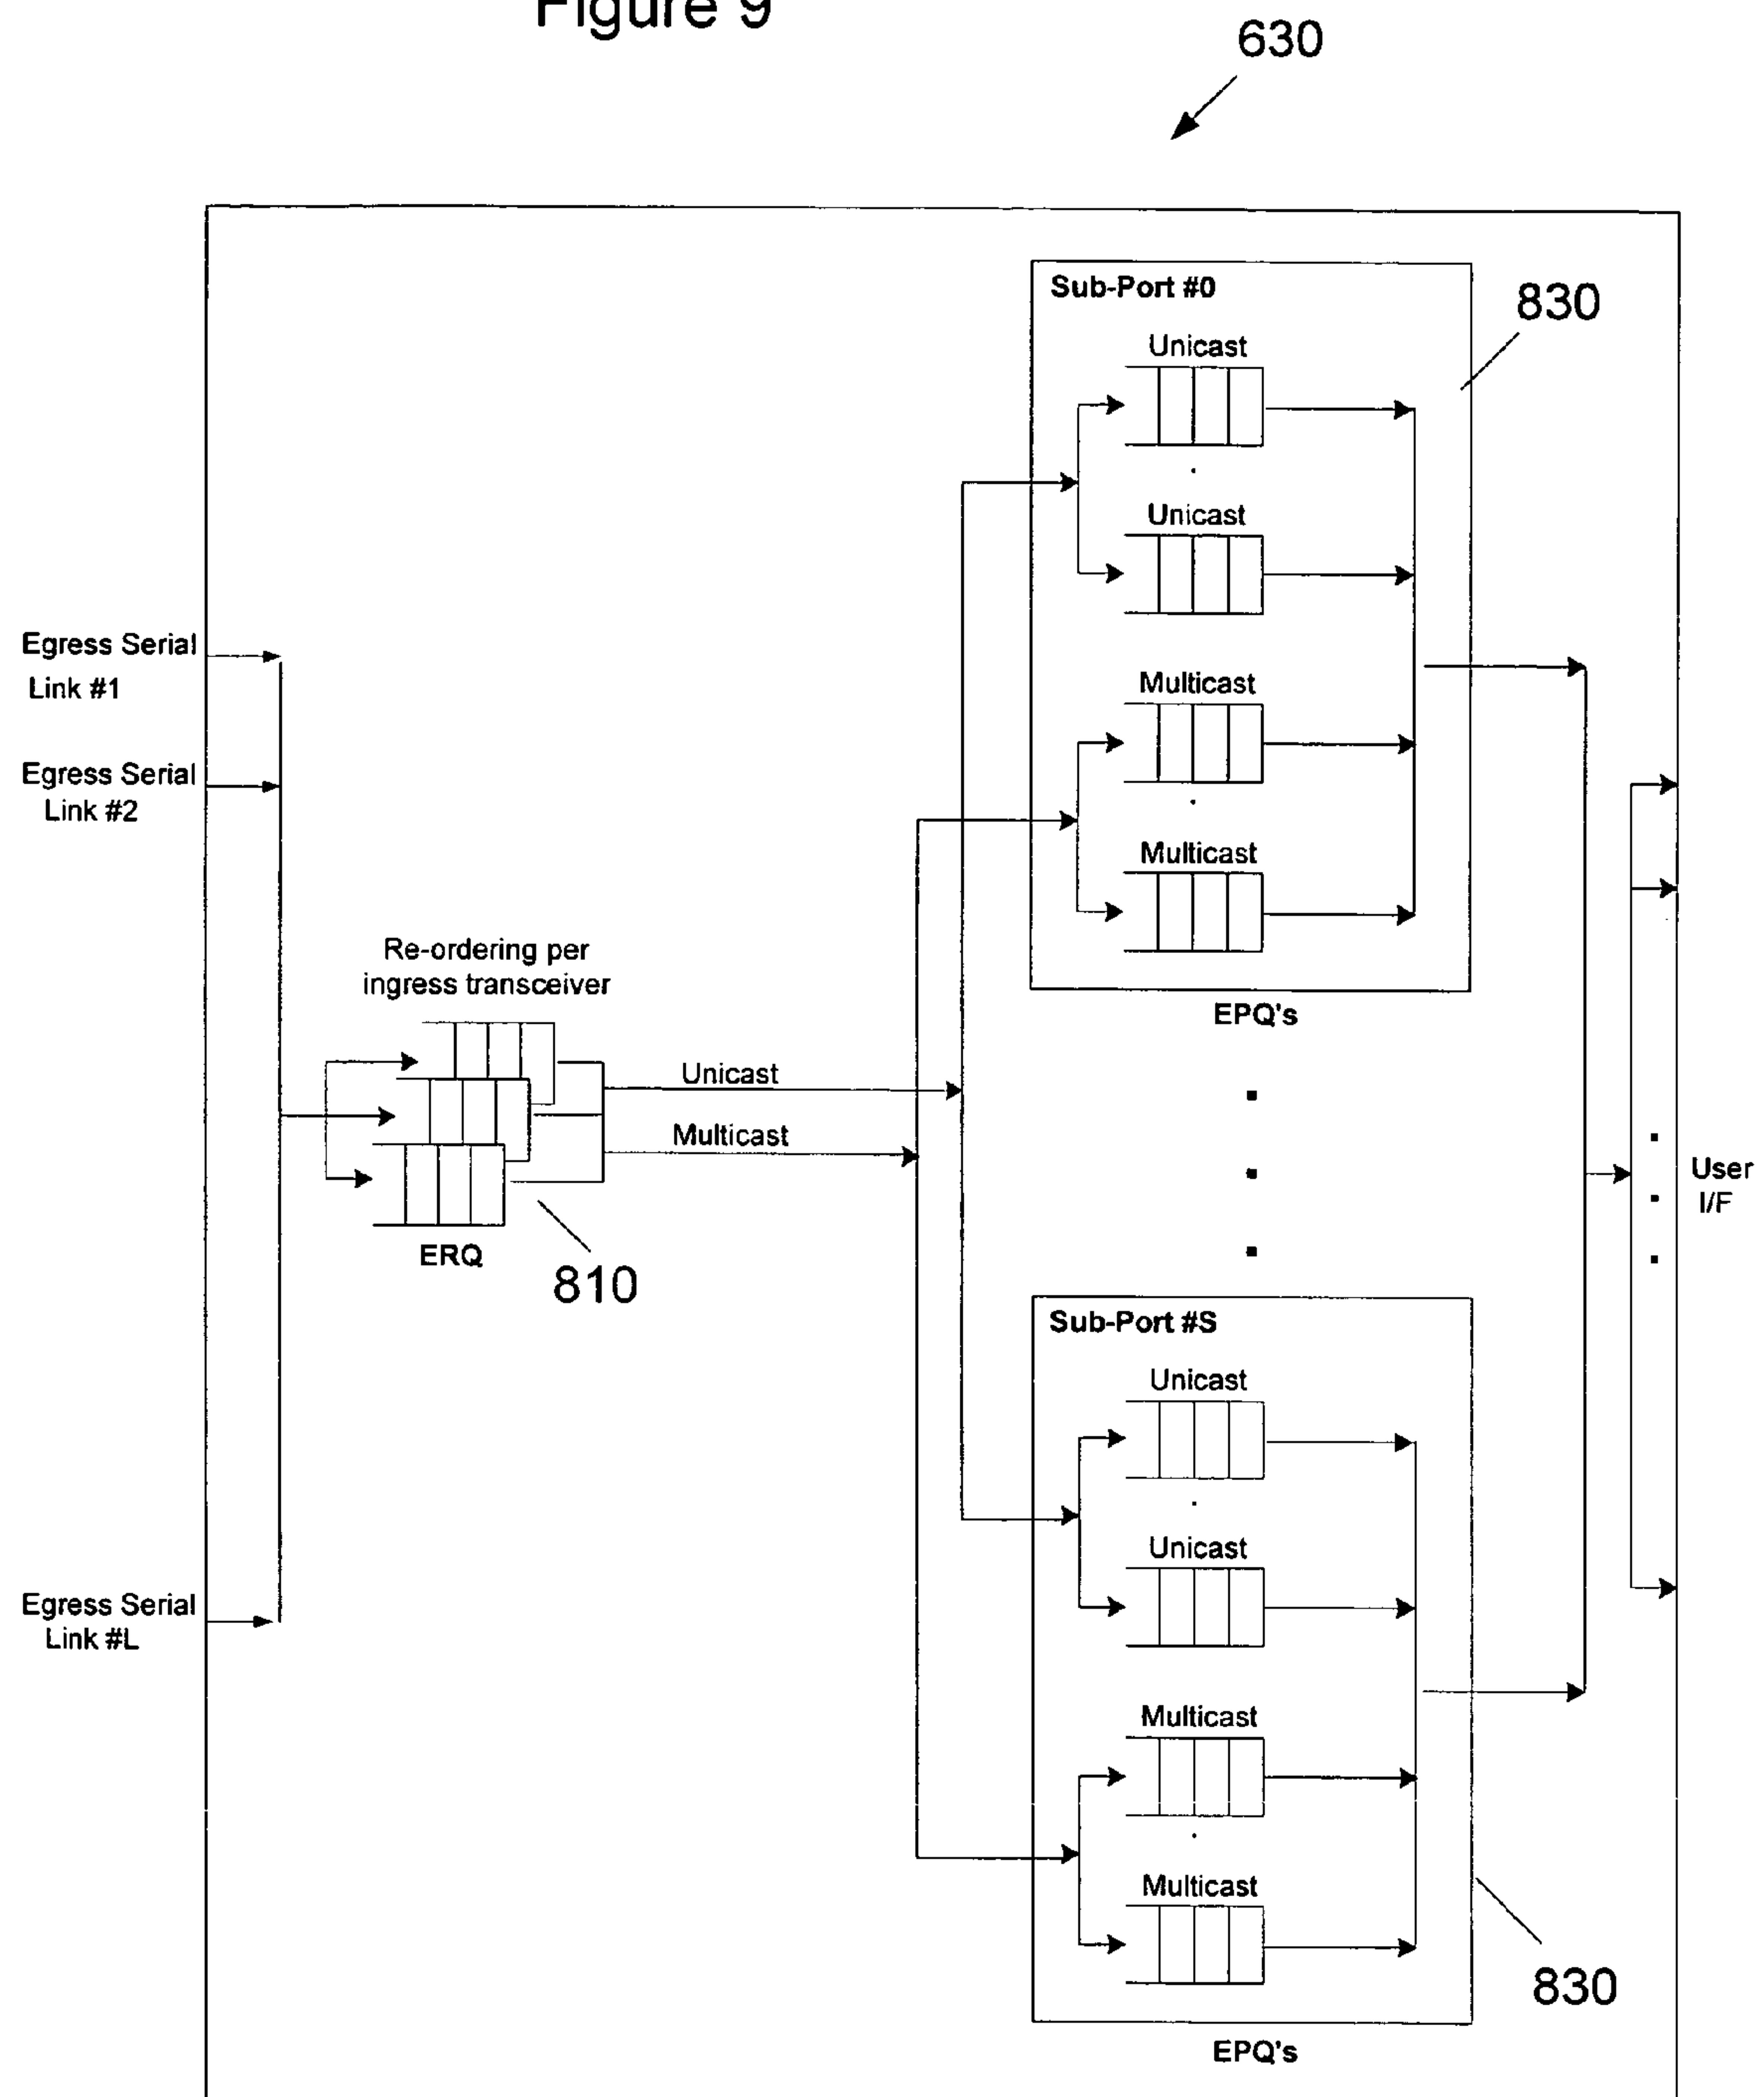 Figure 9
630
Sub-Port #0
830
Unicast
Unicast
Egress Serial
Link #1
Multicast
Egress Serial
Link #2
Multicast
Re-ordering per
ingress transceiver
EPQ's
Unicast
Multicast
User
I/F
ERQ
810
Sub-Port #S
Unicast
Unicast
Egress Serial
Link #L
Multicast
Multicast
830
EPQ's